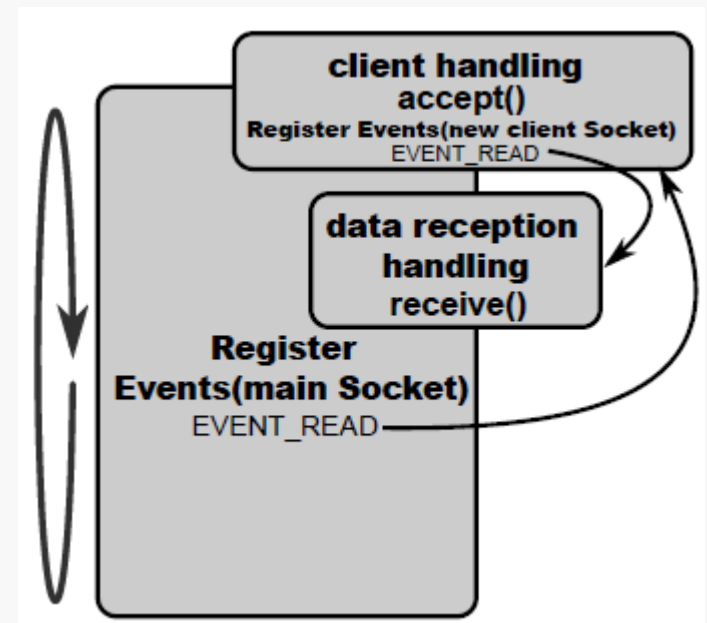 client handling
accept()
Register Events(new client Socket)
EVENT_READ
data reception
handling
receive()
Register
Events(main Socket)
EVENT_READ